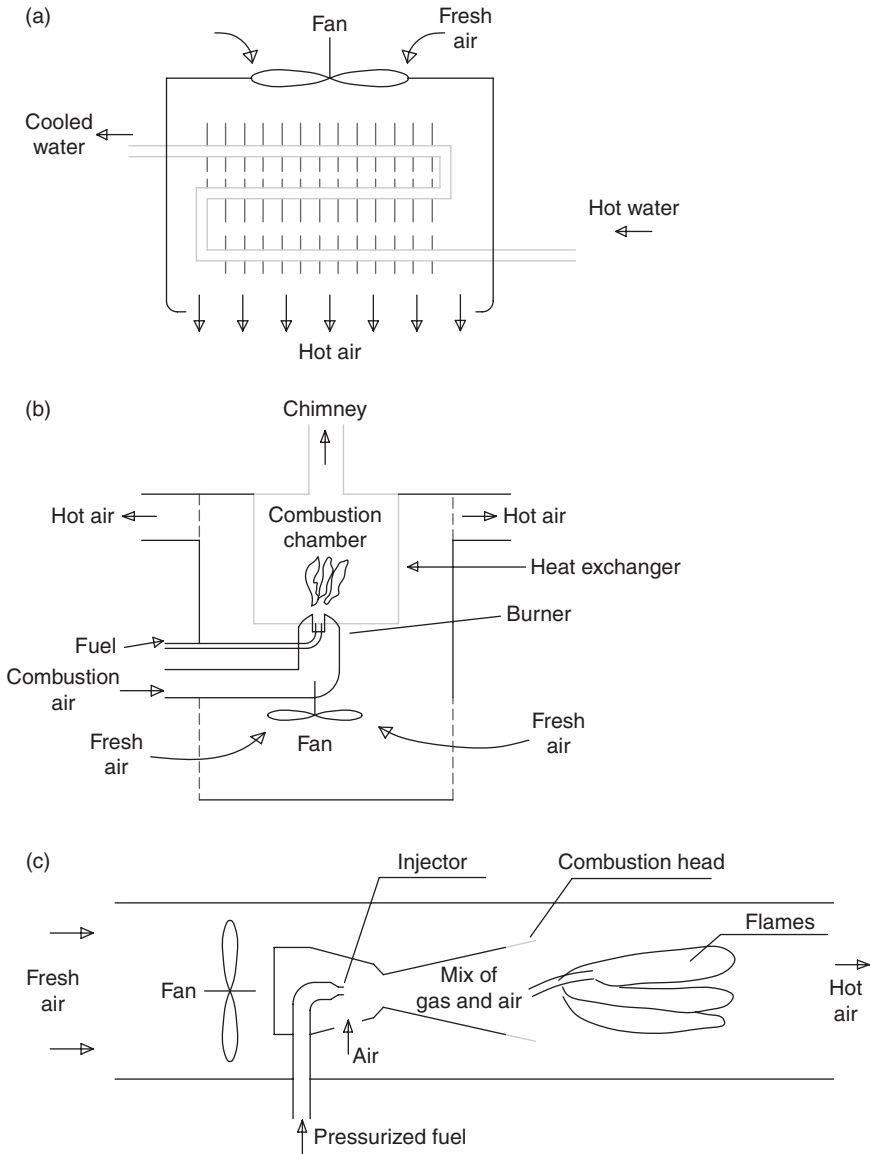 (a)
Fan
Fresh
air
Cooled
water
Hot water
Hot air
(b)
Chimney
Hot air
Combustion
chamber
Hot air
Heat exchanger
Burner
Fuel
Combustion
air
Fresh
air
Fan
Fresh
air
(c)
Injector
Combustion head
Flames
Fresh
air
Fan
Mix of
gas and air
Hot
air
Air
Pressurized fuel